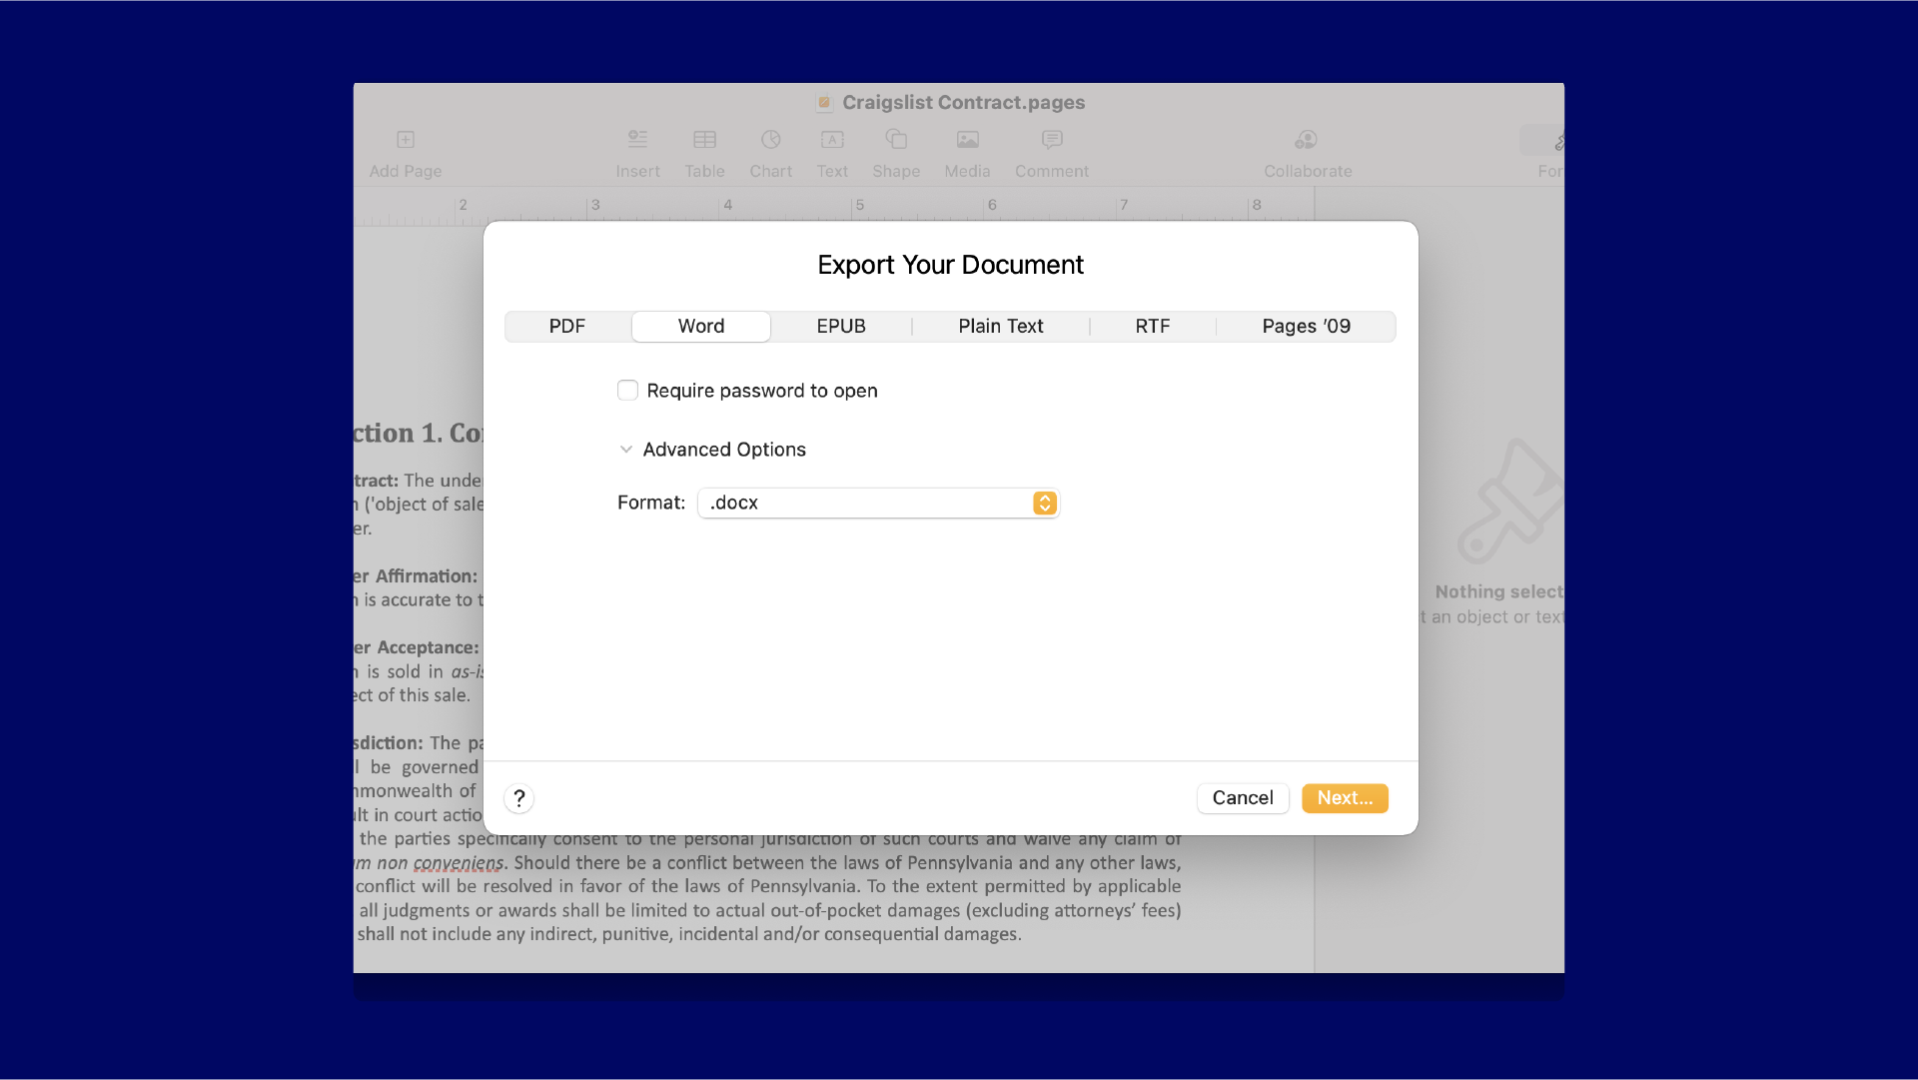 Craigslist Contract.pages
Add Page Insert Table Chart Text Shape Media Comment Collaborate For
2 3 4 5 6 7 8
Export Your Document
PDF Word EPUB Plain Text RTF Pages '09
Require password to open
Advanced Options
Format: .docx
? Cancel Next...
ction 1. Co
tract: The unde
n ('object of sale
er.
er Affirmation:
n is accurate to t
er Acceptance:
n is sold in as-is
ect of this sale.
sdiction: The pa
l be governed
nmonwealth of
ult in court actio
the parties specifically consent to the personal jurisdiction of such courts and waive any claim of
m non conveniens. Should there be a conflict between the laws of Pennsylvania and any other laws,
conflict will be resolved in favor of the laws of Pennsylvania. To the extent permitted by applicable
all judgments or awards shall be limited to actual out-of-pocket damages (excluding attorneys' fees)
shall not include any indirect, punitive, incidental and/or consequential damages.
Nothing select
t an object or text